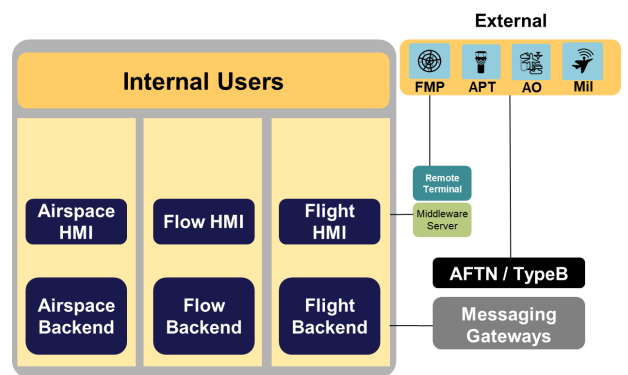 External
Internal Users
FMP
APT
AO
Mil
Remote
Terminal
Airspace
HMI
Flow HMI
Flight
HMI
Middleware
Server
AFTN / TypeB
Airspace
Backend
Flow
Backend
Flight
Backend
Messaging
Gateways